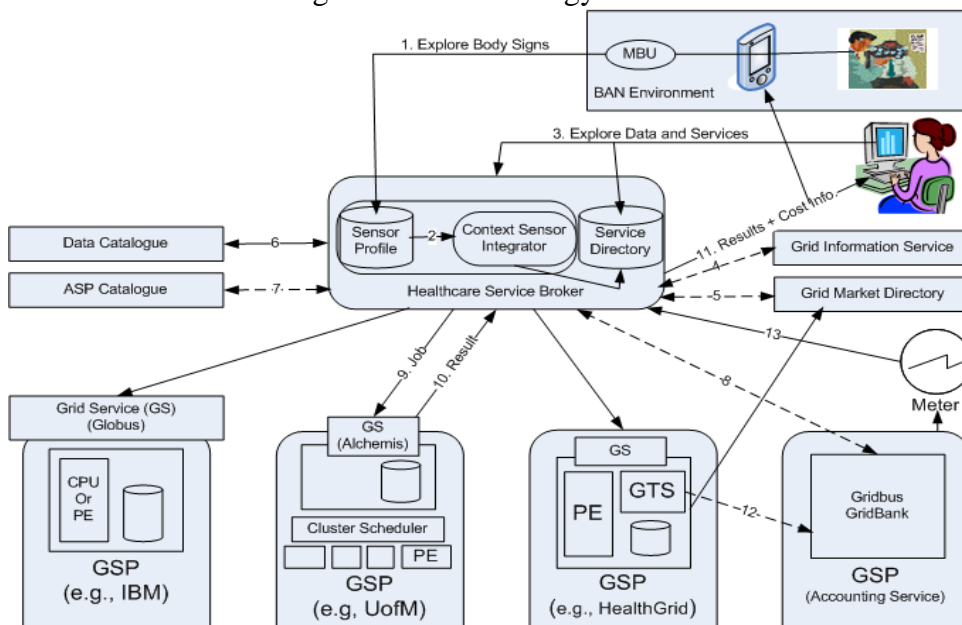 1. Explore Body Signs
MBU
BAN Environment
3. Explore Data and Services
Sensor
Profile
2
Context Sensor
Integrator
Service
Directory
Healthcare Service Broker
Data Catalogue
6
ASP Catalogue
7
11. Results + Cost Info.
4
Grid Information Service
5
Grid Market Directory
13
9. Job
10. Result
8
Meter
Grid Service (GS)
(Globus)
CPU
Or
PE
GSP
(e.g., IBM)
GS
(Alchemis)
Cluster Scheduler
PE
GSP
(e.g, UofM)
GS
PE
GTS
12
GSP
(e.g., HealthGrid)
Gridbus
GridBank
GSP
(Accounting Service)